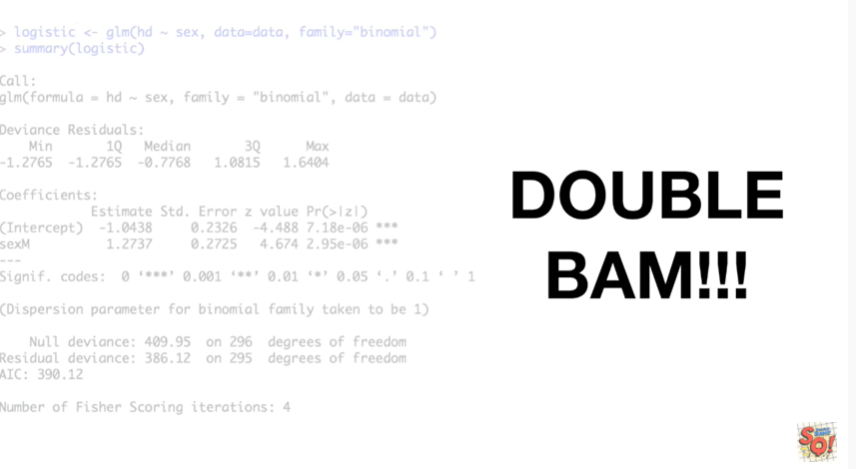 > logistic <- glm(hd ~ sex, data=data, family="binomial")
> summary(logistic)
Call:
glm(formula = hd ~ sex, family = "binomial", data = data)
Deviance Residuals:
Min 1Q Median 3Q Max
-1.2765 -1.2765 -0.7768 1.0815 1.6404
Coefficients:
Estimate Std. Error z value Pr(>|z|)
(Intercept) -1.0438 0.2326 -4.488 7.18e-06 ***
sexM 1.2737 0.2725 4.674 2.95e-06 ***
---
Signif. codes: 0 ‘***’ 0.001 ‘**’ 0.01 ‘*’ 0.05 ‘.’ 0.1 ‘ ’ 1
(Dispersion parameter for binomial family taken to be 1)
Null deviance: 409.95 on 296 degrees of freedom
Residual deviance: 386.12 on 295 degrees of freedom
AIC: 390.12
Number of Fisher Scoring iterations: 4
DOUBLE
BAM!!!
SO!